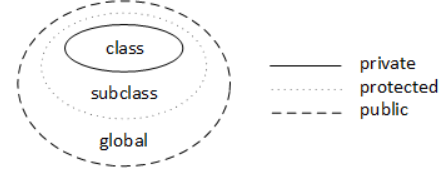 class
subclass
global
private
protected
public